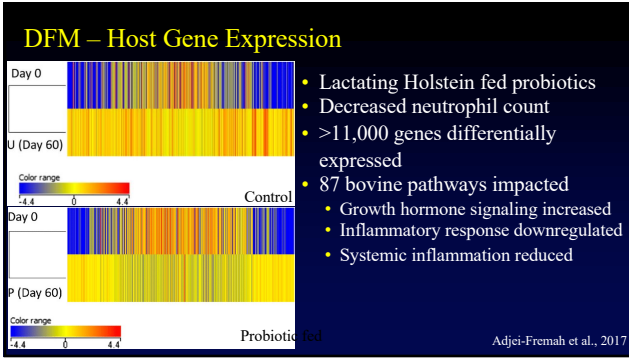 DFM – Host Gene Expression
Day 0
U (Day 60)
Color range
-4.4 0 4.4
Control
Day 0
P (Day 60)
Color range
-4.4 0 4.4
Probiotic fed
• Lactating Holstein fed probiotics
• Decreased neutrophil count
• >11,000 genes differentially
expressed
• 87 bovine pathways impacted
• Growth hormone signaling increased
• Inflammatory response downregulated
• Systemic inflammation reduced
Adjei-Fremah et al., 2017